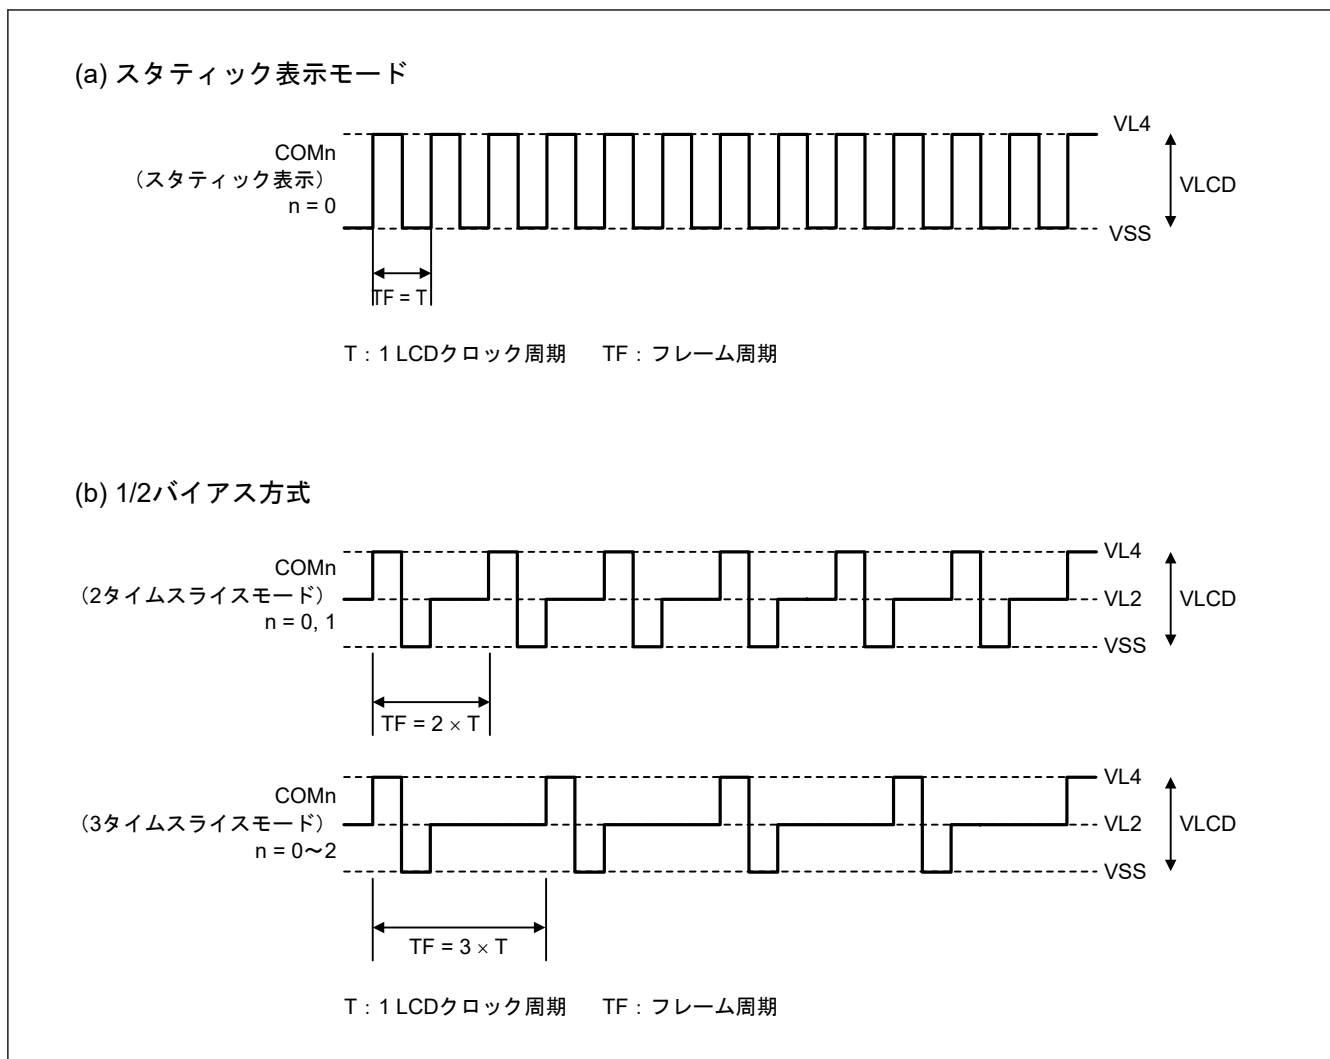 (a) スタティック表示モード
VL4
COMn
（スタティック表示）
n = 0
VLCD
VSS
TF = T
T：1 LCDクロック周期 TF：フレーム周期
(b) 1/2バイアス方式
VL4
COMn
（2タイムスライスモード）
n = 0, 1
VL2
VLCD
VSS
TF = 2 × T
VL4
COMn
（3タイムスライスモード）
n = 0～2
VL2
VLCD
VSS
TF = 3 × T
T：1 LCDクロック周期 TF：フレーム周期